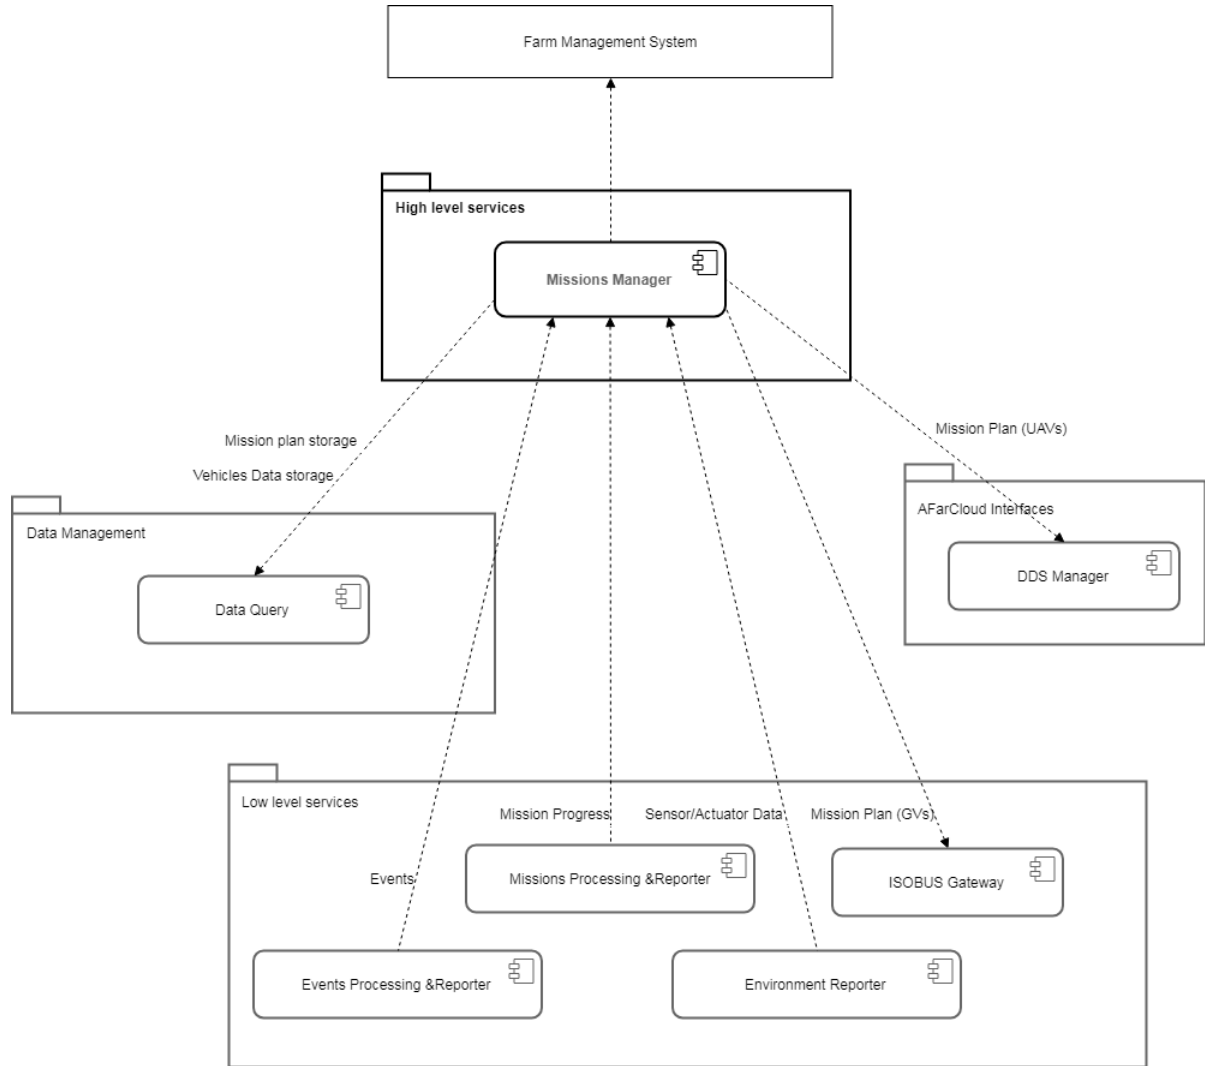 Farm Management System
High level services
Missions Manager
Mission plan storage
Vehicles Data storage
Mission Plan (UAVs)
Data Management
Data Query
AFarCloud Interfaces
DDS Manager
Low level services
Mission Progress
Sensor/Actuator Data
Mission Plan (GVs)
Events
Missions Processing &Reporter
ISOBUS Gateway
Events Processing &Reporter
Environment Reporter